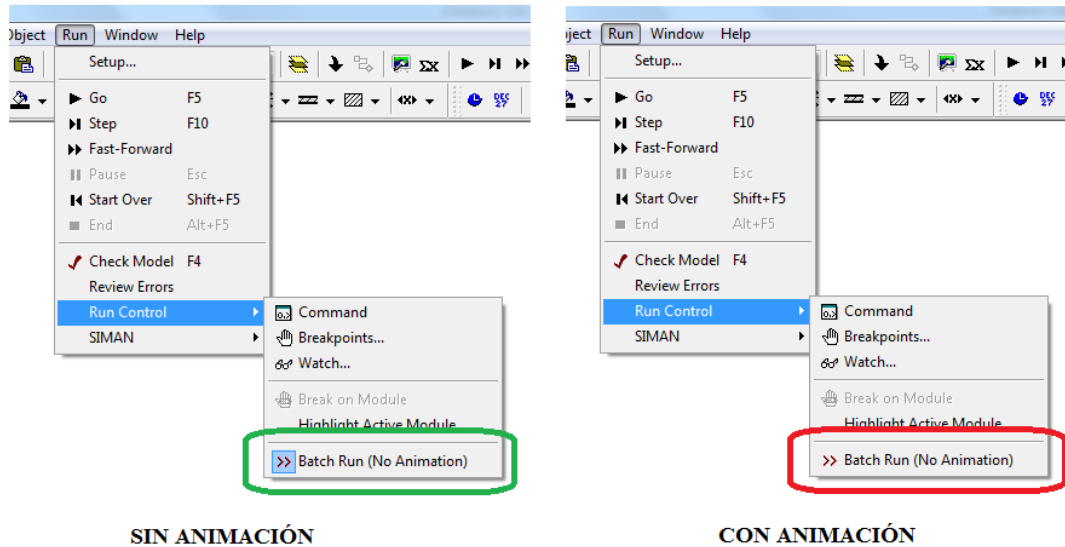 Object Run Window Help
Setup...
Go F5
Step F10
Fast-Forward
Pause Esc
Start Over Shift+F5
End Alt+F5
Check Model F4
Review Errors
Run Control
SIMAN
Command
Breakpoints...
Watch...
Break on Module
Highlight Active Module
Batch Run (No Animation)
SIN ANIMACIÓN
ject Run Window Help
Setup...
Go F5
Step F10
Fast-Forward
Pause Esc
Start Over Shift+F5
End Alt+F5
Check Model F4
Review Errors
Run Control
SIMAN
Command
Breakpoints...
Watch...
Break on Module
Highlight Active Module
Batch Run (No Animation)
CON ANIMACIÓN